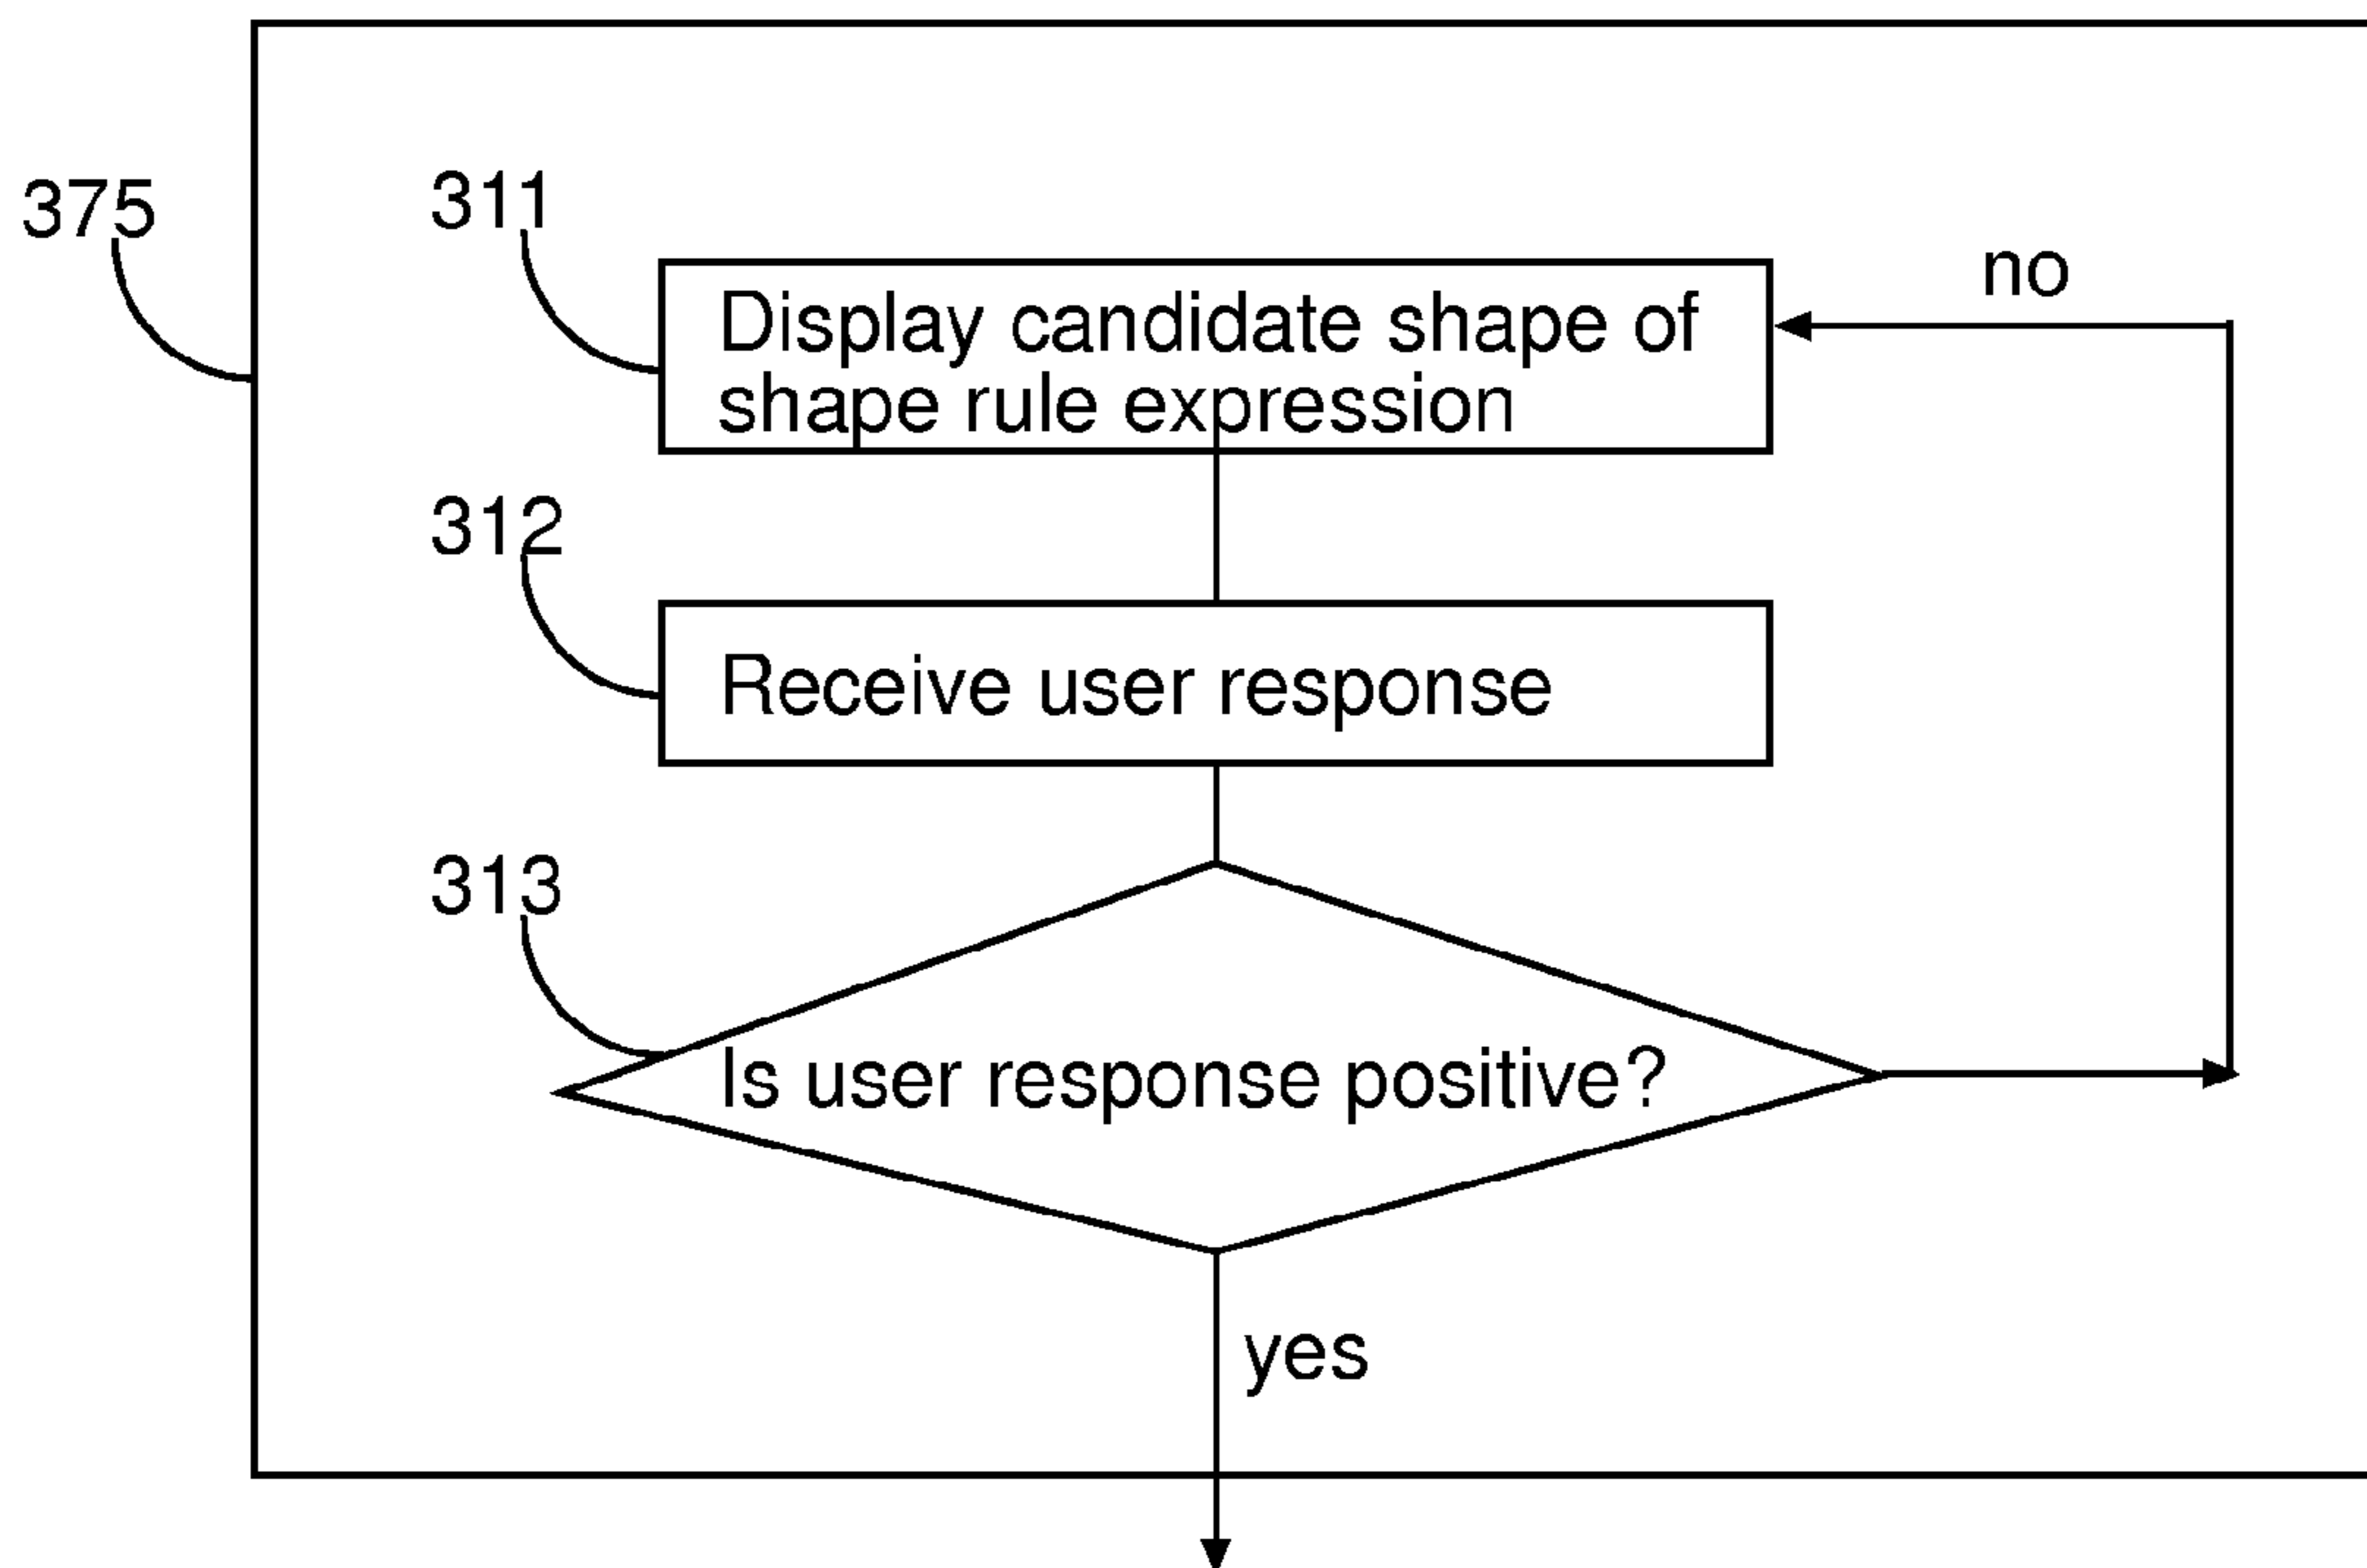 375
311
no
Display candidate shape of
shape rule expression
312
Receive user response
313
Is user response positive?
yes